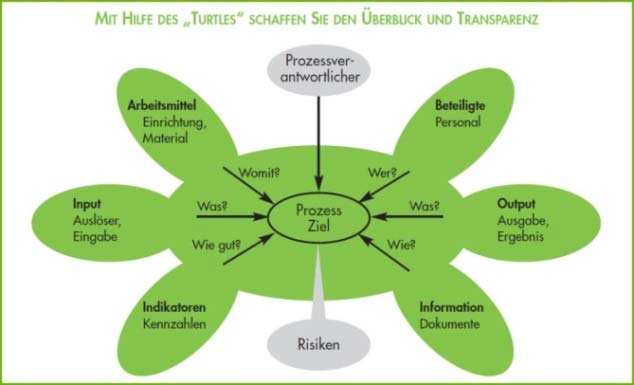 MIT HILFE DES „TURTLES“ SCHAFFEN SIE DEN ÜBERBLICK UND TRANSPARENZ
Prozessver-
antwortlicher
Arbeitsmittel
Einrichtung,
Material
Beteiligte
Personal
Womit?
Wer?
Input
Auslöser,
Eingabe
Was?
Prozess
Ziel
Was?
Output
Ausgabe,
Ergebnis
Wie gut?
Wie?
Indikatoren
Kennzahlen
Information
Dokumente
Risiken